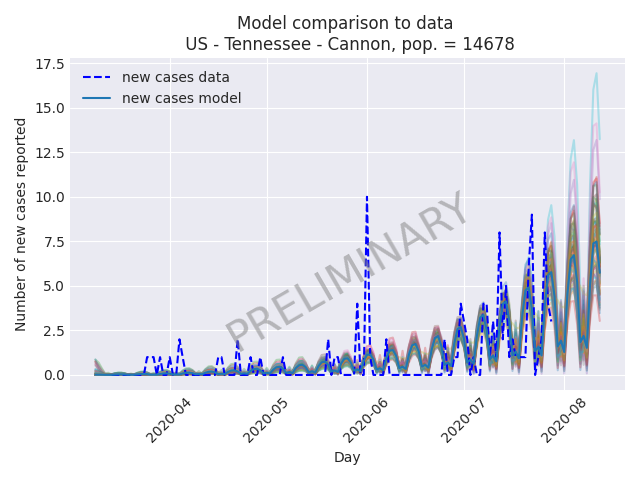 Model comparison to data
US - Tennessee - Cannon, pop. = 14678
17.5
15.0
12.5
10.0
7.5
5.0
2.5
0.0
Number of new cases reported
new cases data
new cases model
PRELIMINARY
2020-04
2020-05
2020-06
2020-07
2020-08
Day